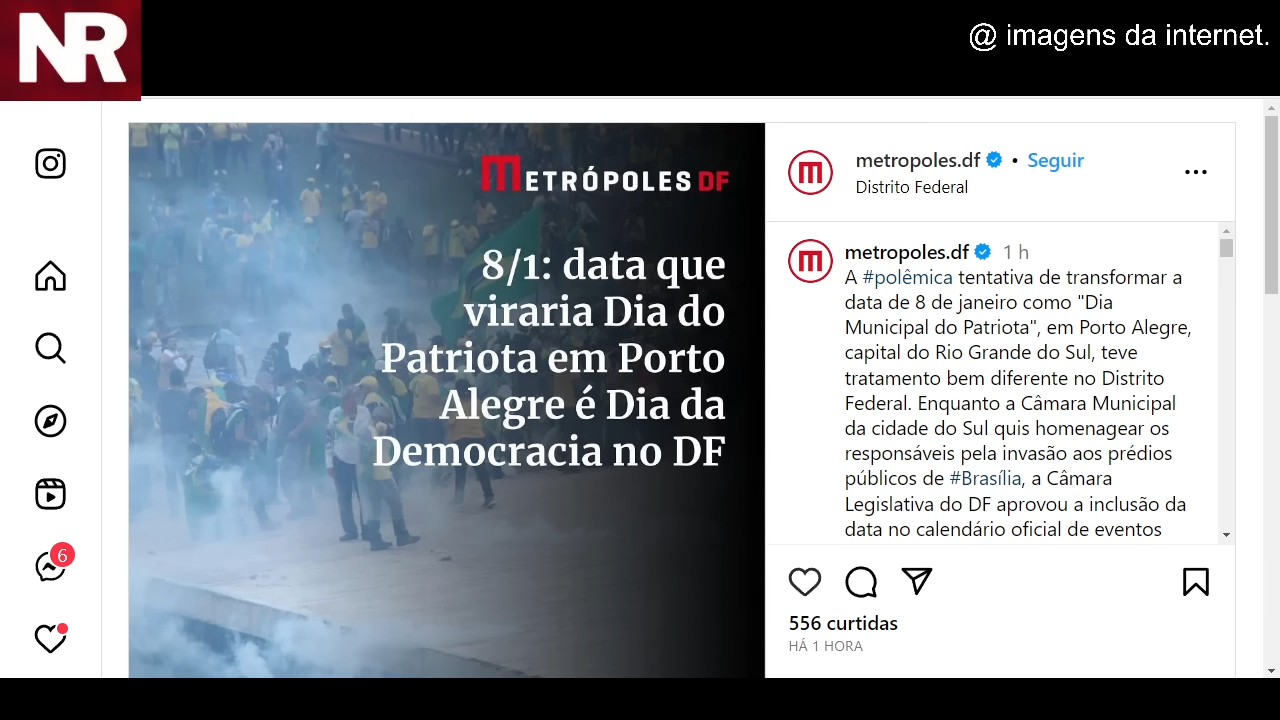 NR
@ imagens da internet.
METRÓPOLES DF
8/1: data que
viraria Dia do
Patriota em Porto
Alegre é Dia da
Democracia no DF
metropoles.df • Seguir
Distrito Federal
metropoles.df 1 h
A #polêmica tentativa de transformar a
data de 8 de janeiro como "Dia
Municipal do Patriota", em Porto Alegre,
capital do Rio Grande do Sul, teve
tratamento bem diferente no Distrito
Federal. Enquanto a Câmara Municipal
da cidade do Sul quis homenagear os
responsáveis pela invasão aos prédios
públicos de #Brasília, a Câmara
Legislativa do DF aprovou a inclusão da
data no calendário oficial de eventos
6
556 curtidas
HÁ 1 HORA